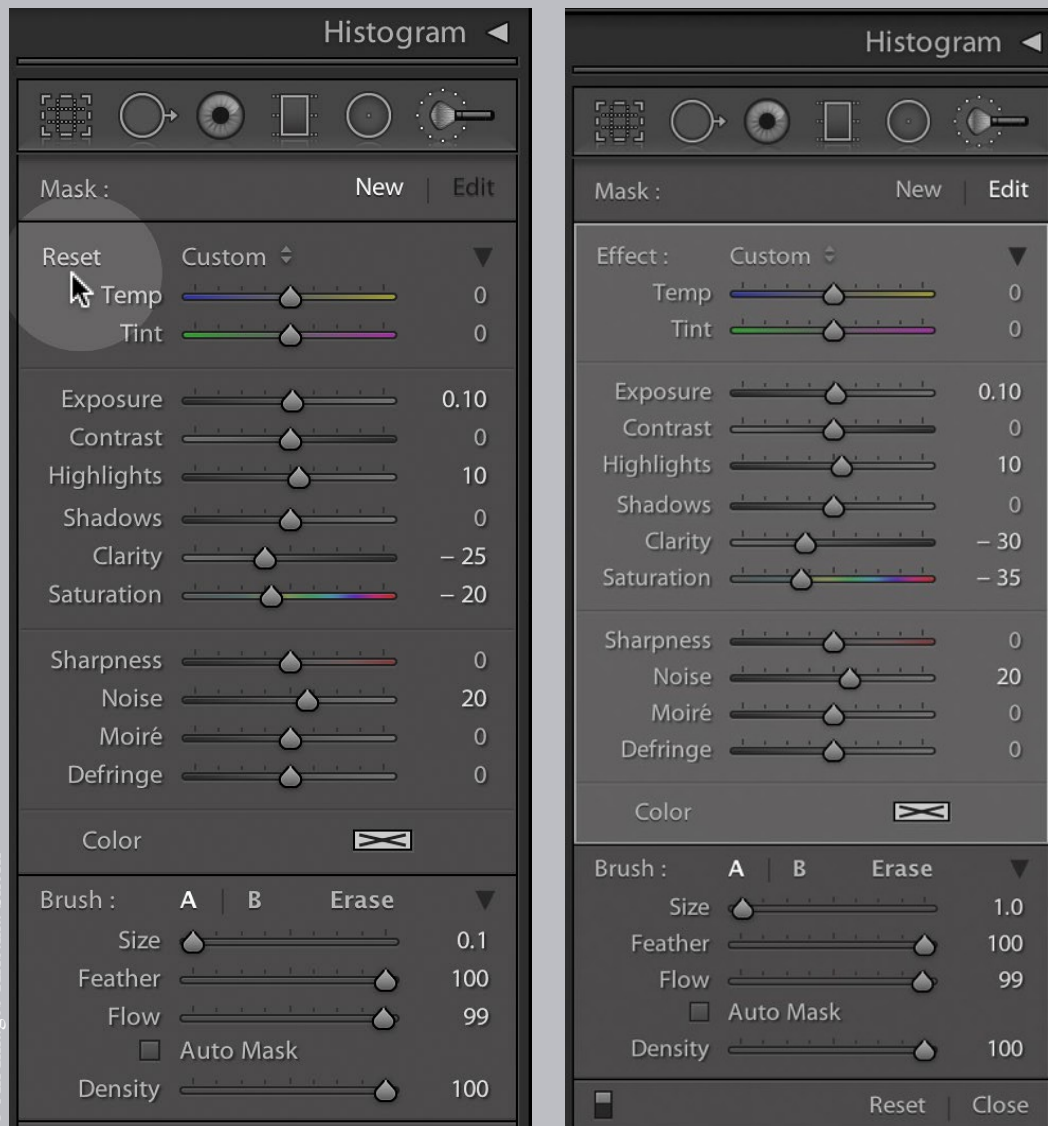 Histogram
Mask : New | Edit
Reset Custom
Temp 0
Tint 0
Exposure 0.10
Contrast 0
Highlights 10
Shadows 0
Clarity – 25
Saturation – 20
Sharpness 0
Noise 20
Moiré 0
Defringe 0
Color
Brush : A | B Erase
Size 0.1
Feather 100
Flow 99
Auto Mask
Density 100
Histogram
Mask : New | Edit
Effect : Custom
Temp 0
Tint 0
Exposure 0.10
Contrast 0
Highlights 10
Shadows 0
Clarity – 30
Saturation – 35
Sharpness 0
Noise 20
Moiré 0
Defringe 0
Color
Brush : A | B Erase
Size 1.0
Feather 100
Flow 99
Auto Mask
Density 100
Reset | Close